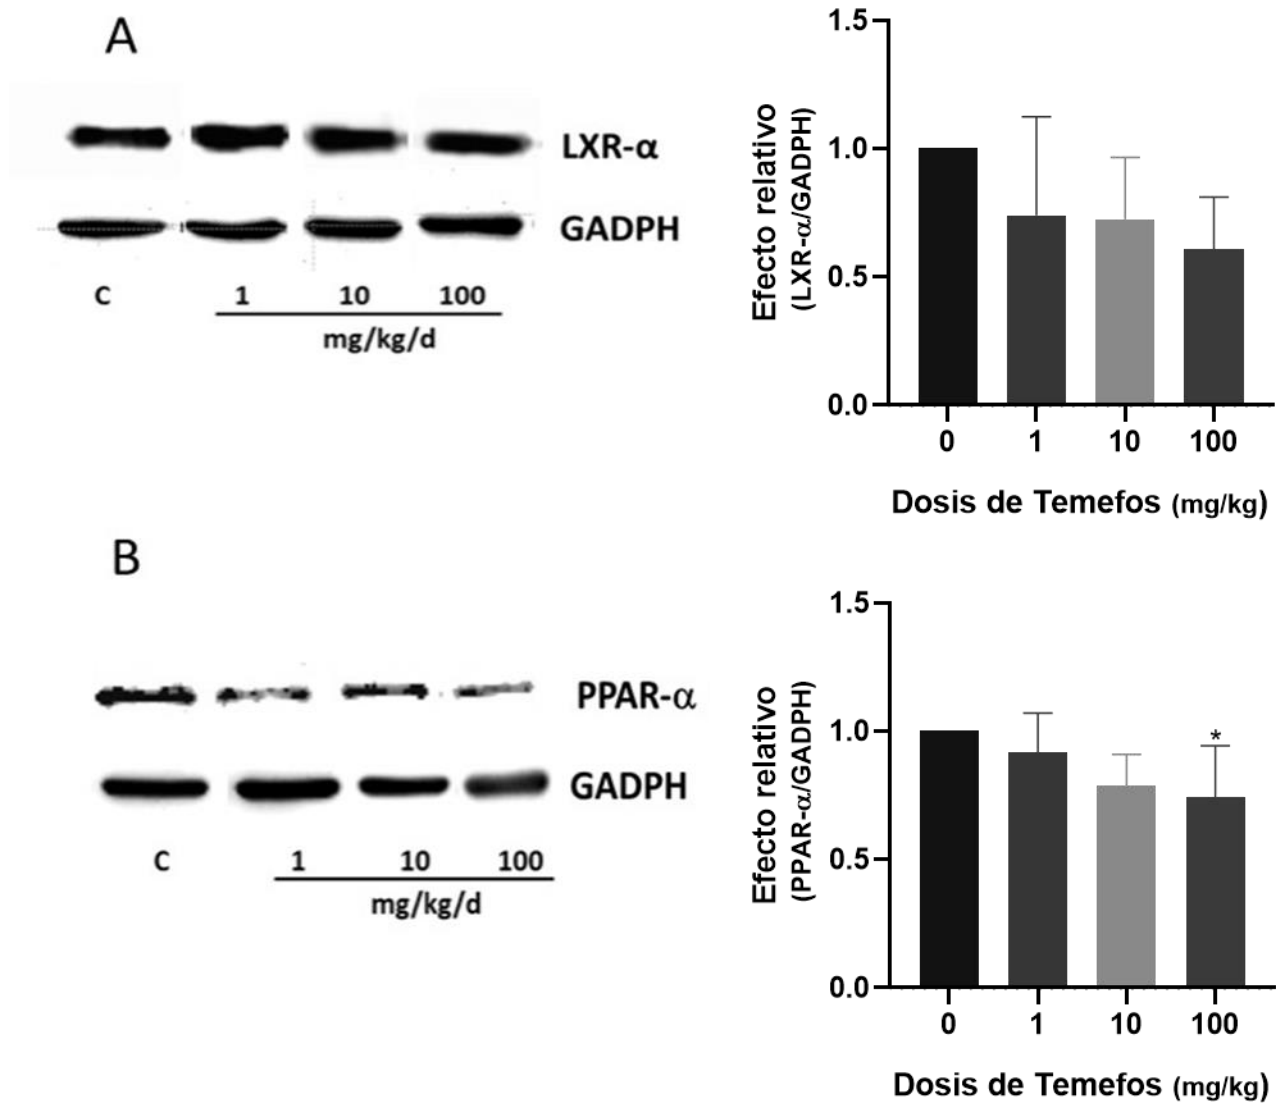 A
LXR-α
GADPH
C 1 10 100
mg/kg/d
1.5
1.0
0.5
0.0
Efecto relativo
(LXR-α/GADPH)
0 1 10 100
Dosis de Temefos (mg/kg)
B
PPAR-α
GADPH
C 1 10 100
mg/kg/d
1.5
1.0
0.5
0.0
Efecto relativo
(PPAR-α/GADPH)
*
0 1 10 100
Dosis de Temefos (mg/kg)